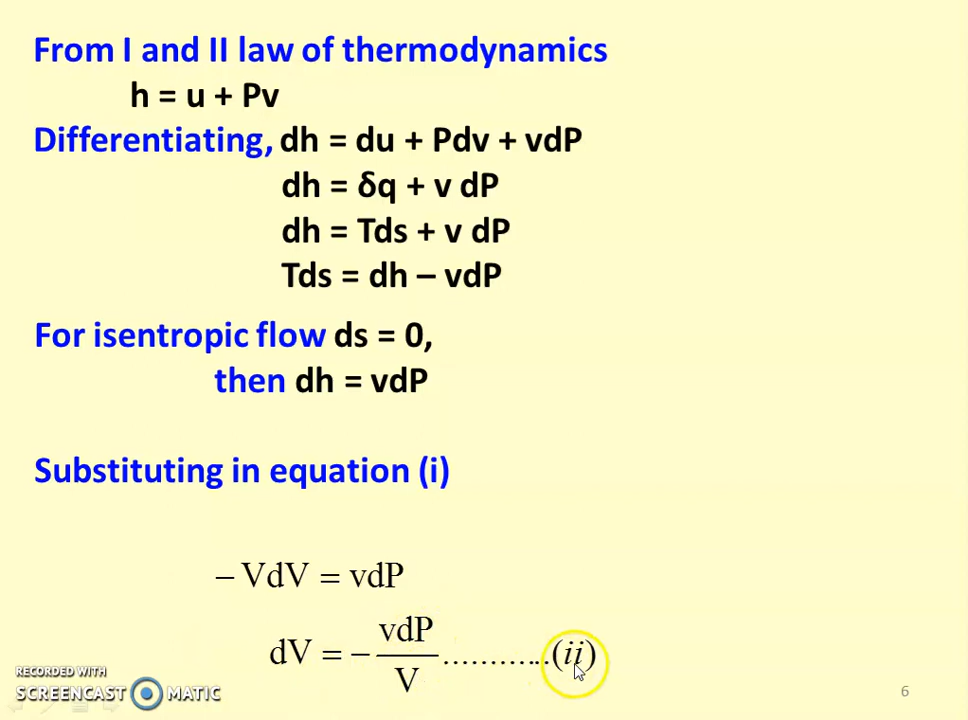 From I and II law of thermodynamics
h = u + Pv
Differentiating, dh = du + Pdv + vdP
dh = δq + v dP
dh = Tds + v dP
Tds = dh – vdP
For isentropic flow ds = 0,
then dh = vdP
Substituting in equation (i)
− VdV = vdP
dV = − vdP / V ............(ii)
RECORDED WITH
SCREENCAST MATIC
6